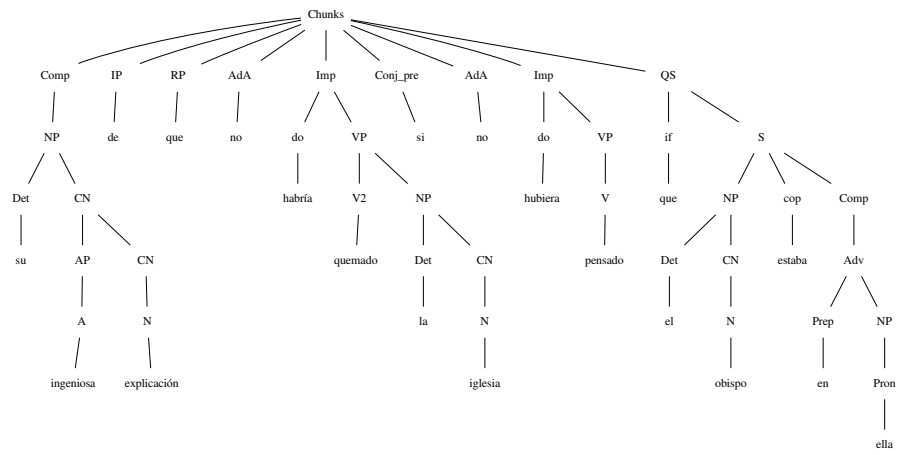 Chunks
Comp IP RP AdA Imp Conj_pre AdA Imp QS
NP de que no do VP si no do VP if S
Det CN habría V2 NP hubiera V que NP cop Comp
su AP CN quemado Det CN pensado Det CN estaba Adv
A N la N el N Prep NP
ingeniosa explicación iglesia obispo en Pron
ella